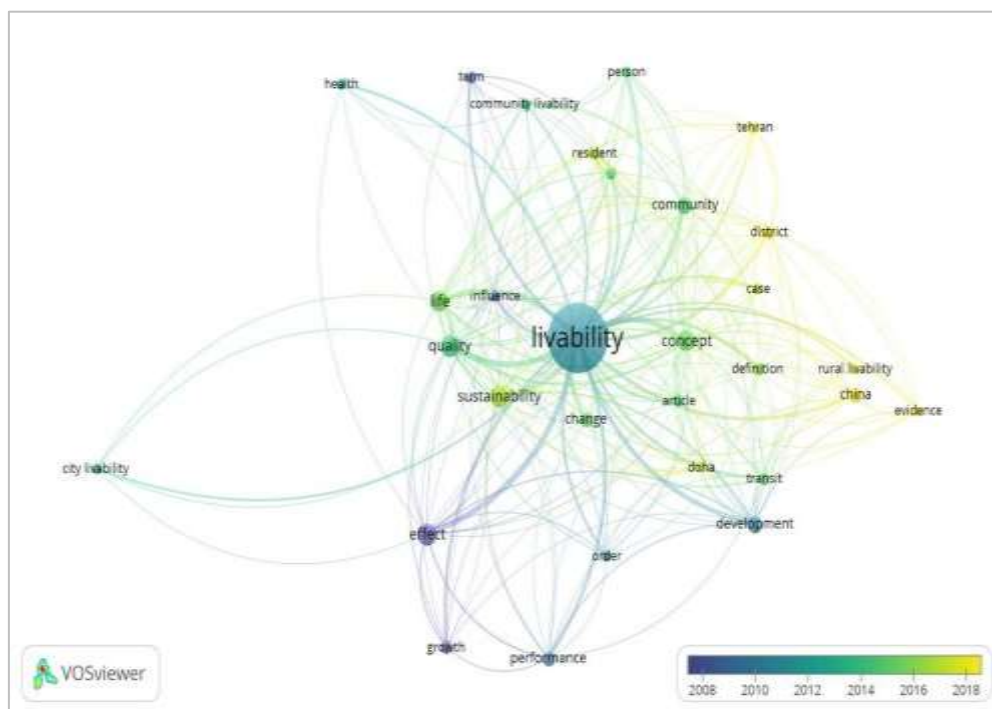 health
term
person
community livability
tehran
resident
community
district
case
life
influence
livability
quality
concept
definition
rural livability
sustainability
article
china
change
evidence
city livability
doha
transit
effect
development
order
growth
performance
VOSviewer
2008 2010 2012 2014 2016 2018